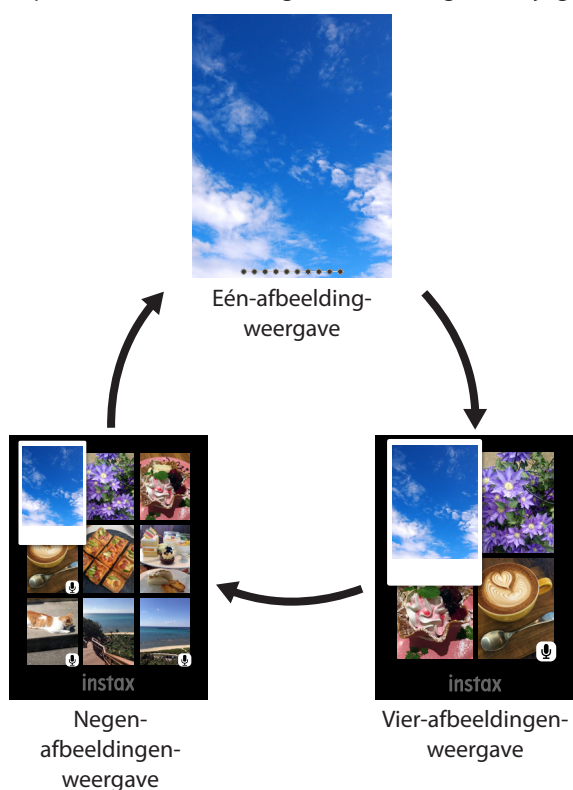 Eén-afbeelding-
weergave
instax
instax
Negen-
afbeeldingen-
weergave
Vier-afbeeldingen-
weergave